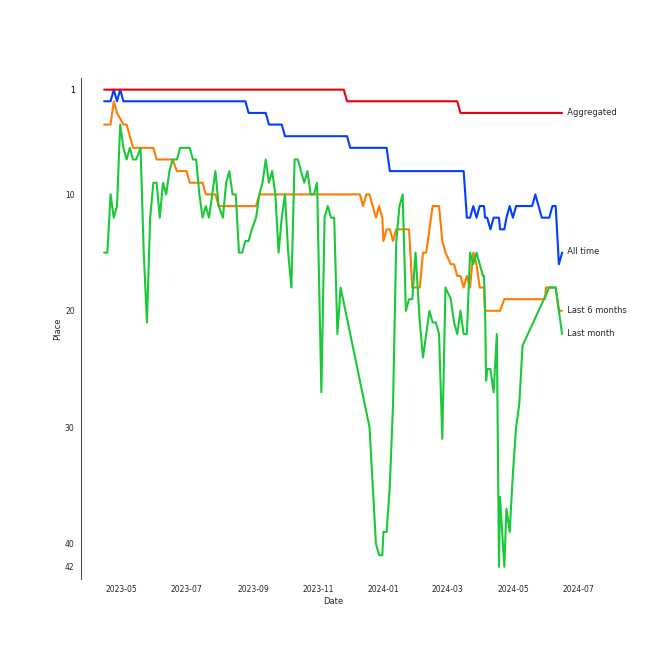 1
Aggregated
10
All time
20
Last 6 months
Place
Last month
30
40
42
2023-05 2023-07 2023-09 2023-11 2024-01 2024-03 2024-05 2024-07
Date